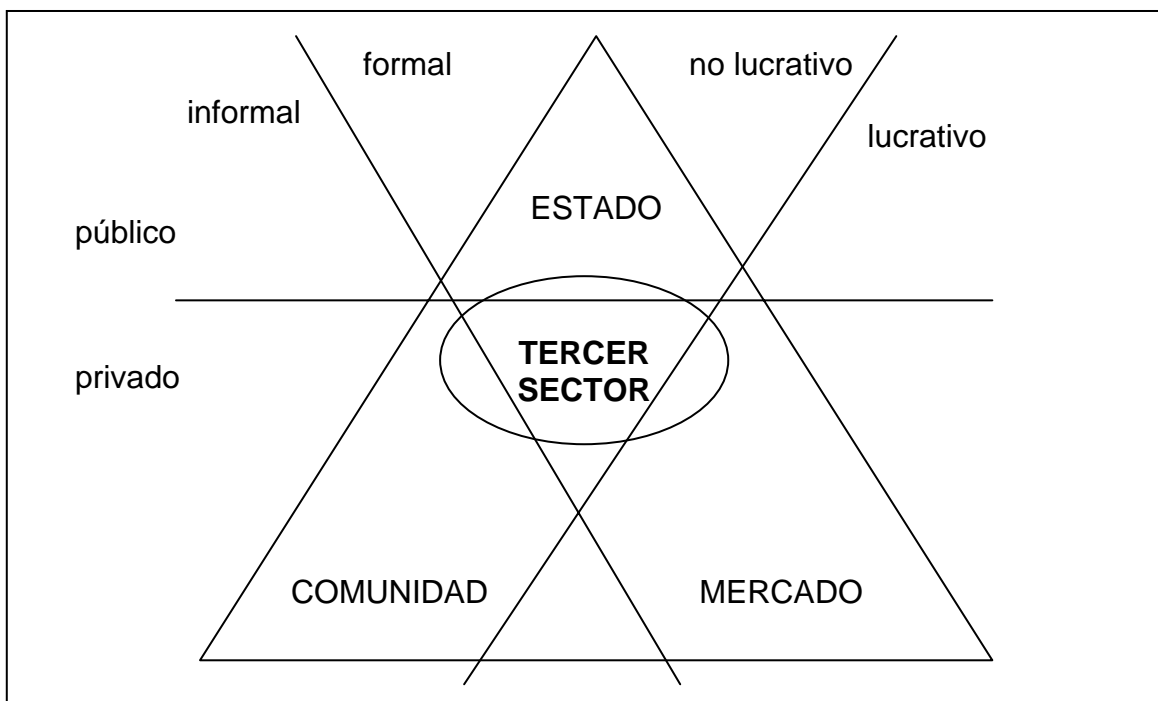 formal
no lucrativo
informal
lucrativo
ESTADO
público
TERCER
SECTOR
privado
COMUNIDAD
MERCADO